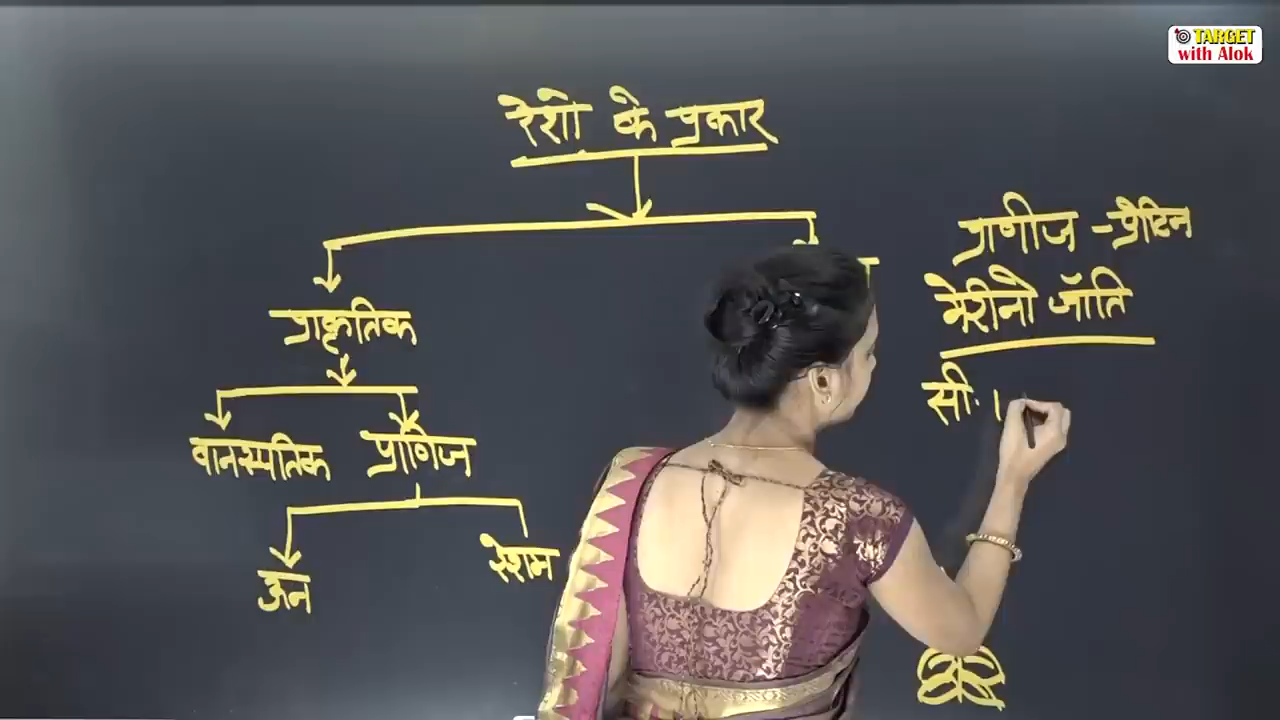 TARGET
with Alok
रेशो के प्रकार
प्राकृतिक
वानस्पतिक प्राणिज
ऊन
रेशम
प्राणीज - प्रोटिन
मेरीनो जॉति
सी.